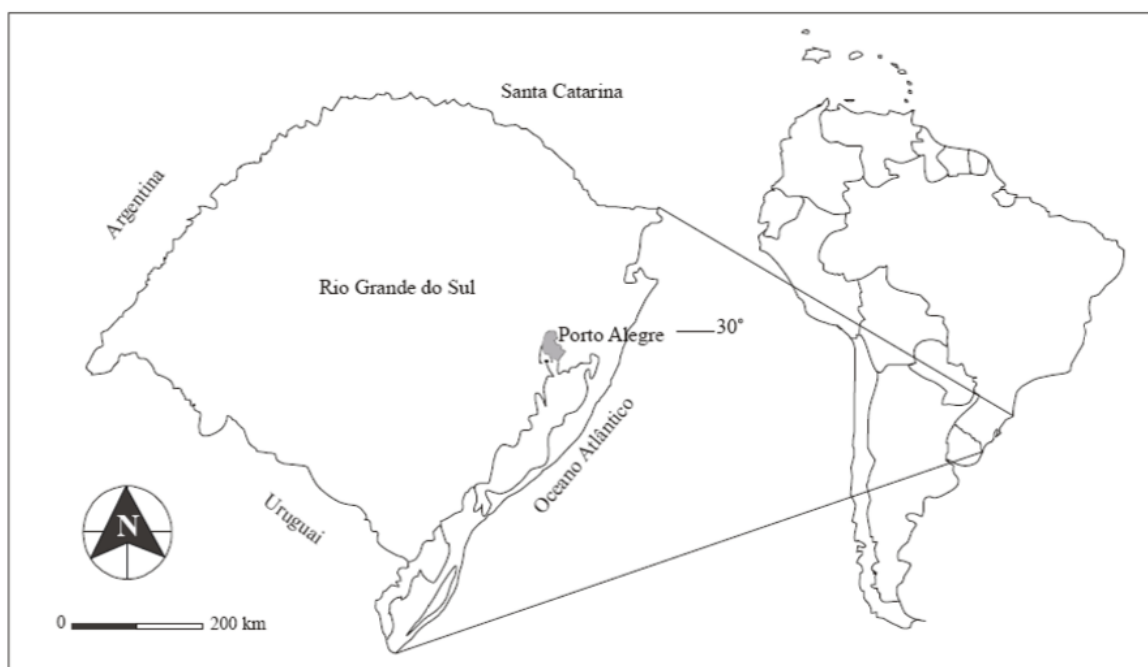 Santa Catarina
Argentina
Rio Grande do Sul
Porto Alegre
30°
Oceano Atlântico
Uruguai
N
0
200 km